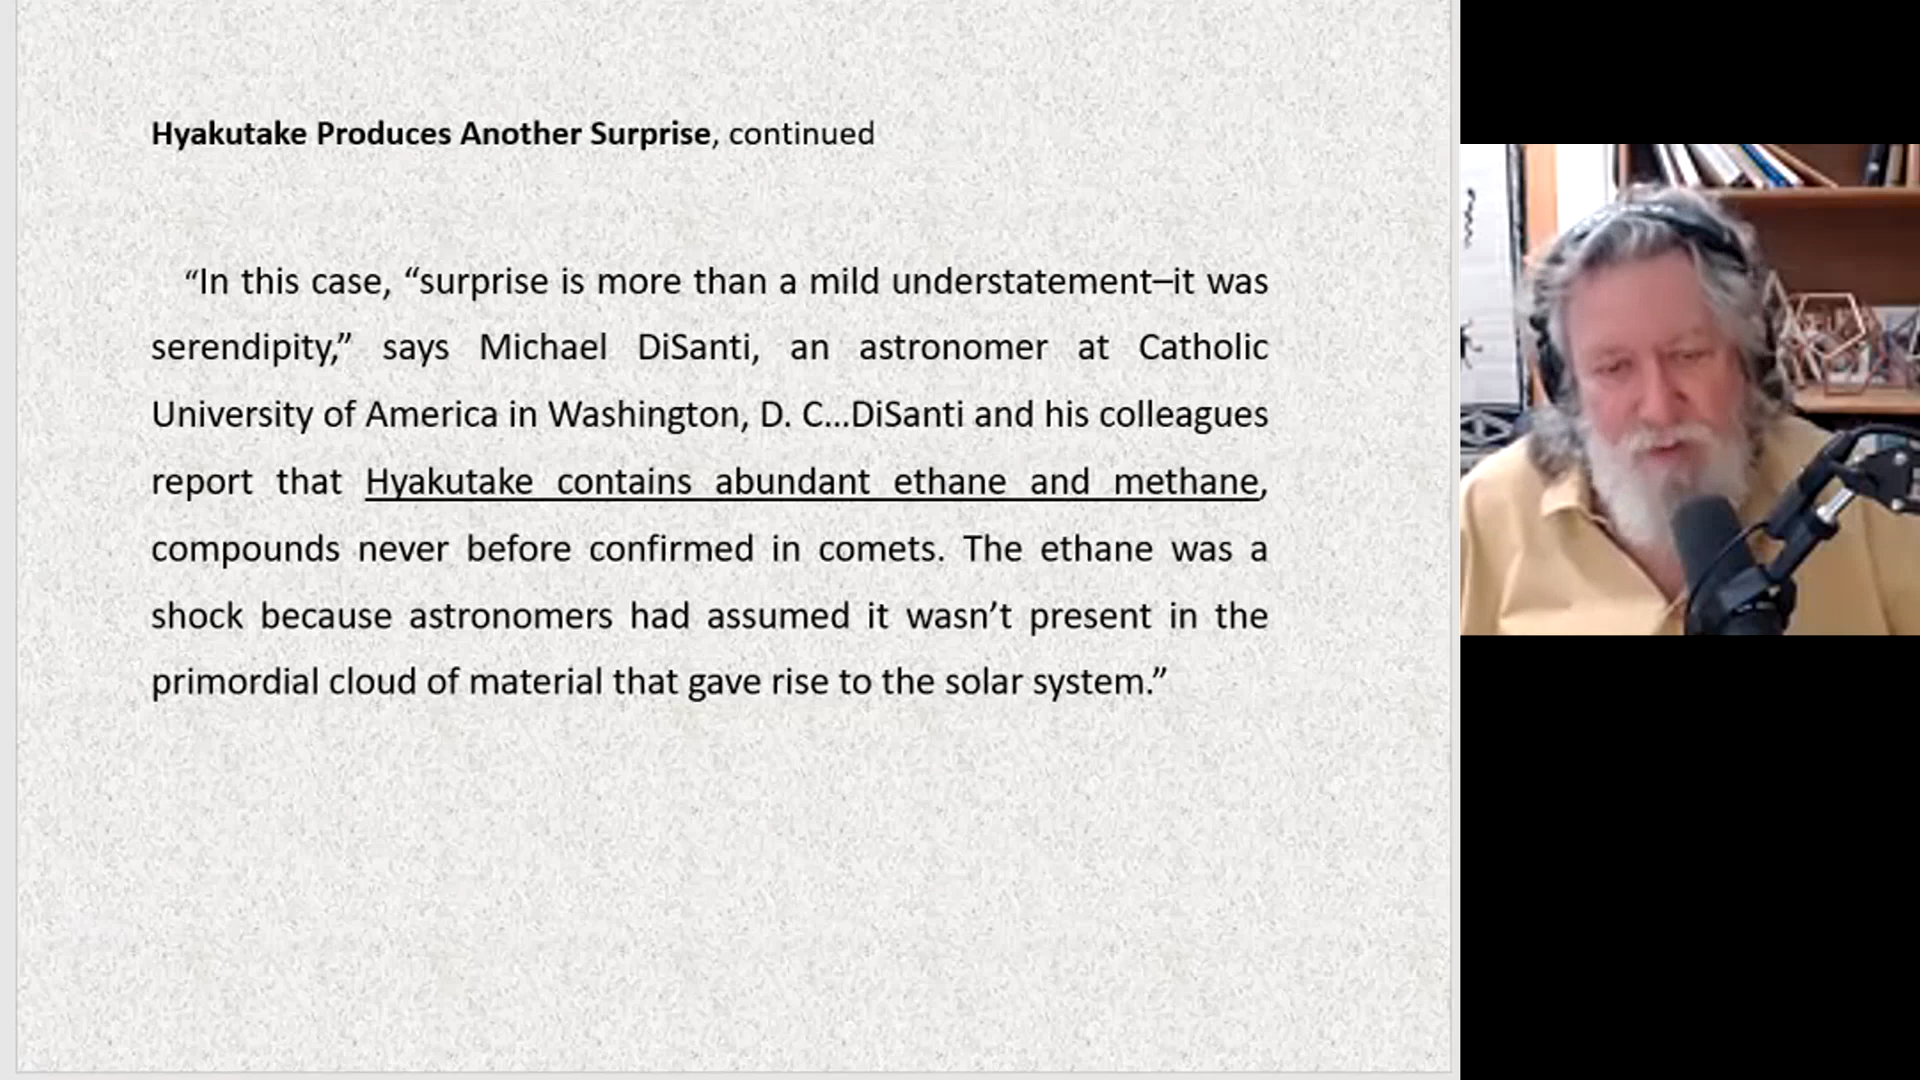 Hyakutake Produces Another Surprise, continued
“In this case, “surprise is more than a mild understatement–it was
serendipity,” says Michael DiSanti, an astronomer at Catholic
University of America in Washington, D. C...DiSanti and his colleagues
report that Hyakutake contains abundant ethane and methane,
compounds never before confirmed in comets. The ethane was a
shock because astronomers had assumed it wasn’t present in the
primordial cloud of material that gave rise to the solar system.”